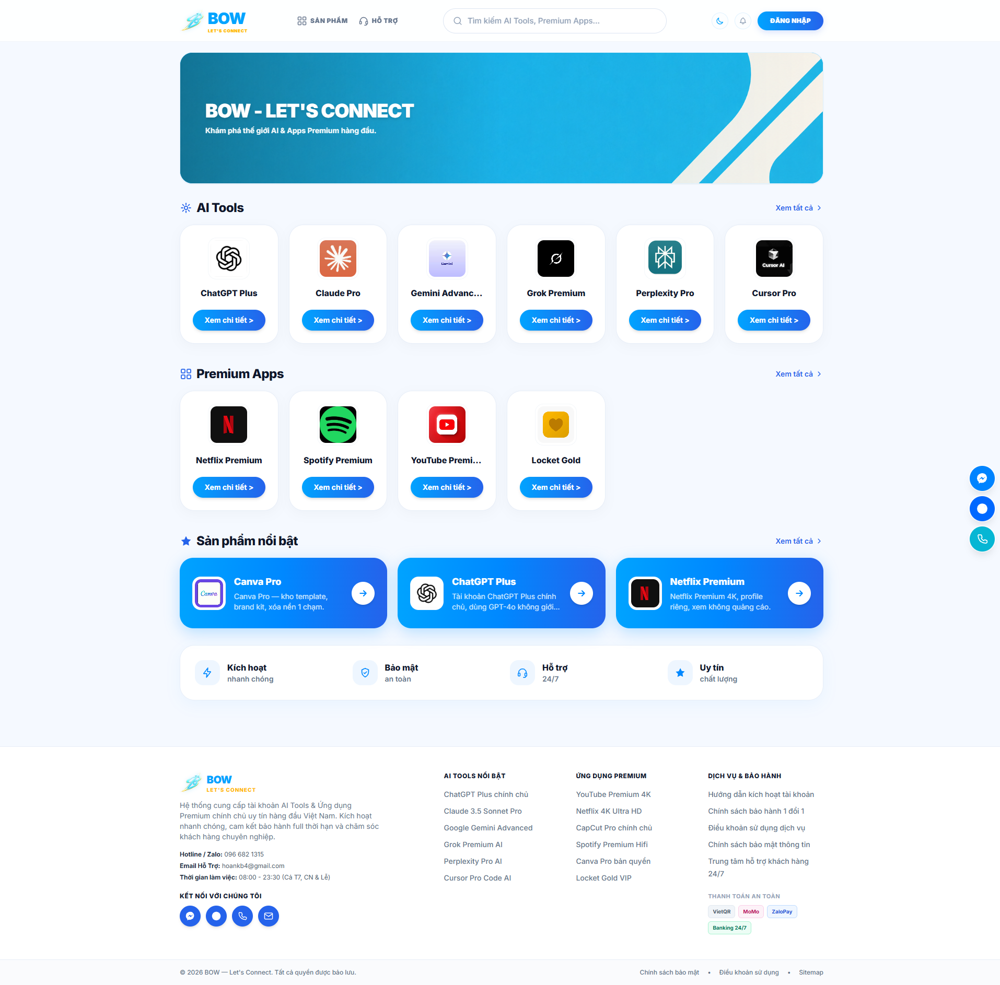 BOW
LET'S CONNECT
SẢN PHẨM
HỖ TRỢ
Tìm kiếm AI Tools, Premium Apps...
ĐĂNG NHẬP
BOW - LET'S CONNECT
Khám phá thế giới AI & Apps Premium hàng đầu.
AI Tools
Xem tất cả
Gemini
Cursor AI
ChatGPT Plus
Claude Pro
Gemini Advanc...
Grok Premium
Perplexity Pro
Cursor Pro
Xem chi tiết >
Xem chi tiết >
Xem chi tiết >
Xem chi tiết >
Xem chi tiết >
Xem chi tiết >
Premium Apps
Xem tất cả
Netflix Premium
Spotify Premium
YouTube Premi...
Locket Gold
Xem chi tiết >
Xem chi tiết >
Xem chi tiết >
Xem chi tiết >
Sản phẩm nổi bật
Xem tất cả
Canva
Canva Pro
Canva Pro — kho template,
brand kit, xóa nền 1 chạm.
ChatGPT Plus
Tài khoản ChatGPT Plus chính
chủ, dùng GPT-4o không giới...
Netflix Premium
Netflix Premium 4K, profile
riêng, xem không quảng cáo.
Kích hoạt
nhanh chóng
Bảo mật
an toàn
Hỗ trợ
24/7
Uy tín
chất lượng
BOW
LET'S CONNECT
Hệ thống cung cấp tài khoản AI Tools & Ứng dụng
Premium chính chủ uy tín hàng đầu Việt Nam. Kích hoạt
nhanh chóng, cam kết bảo hành full thời hạn và chăm sóc
khách hàng chuyên nghiệp.
Hotline / Zalo: 096 682 1315
Email Hỗ Trợ: hoankb4@gmail.com
Thời gian làm việc: 08:00 - 23:30 (Cả T7, CN & Lễ)
KẾT NỐI VỚI CHÚNG TÔI
AI TOOLS NỔI BẬT
ChatGPT Plus chính chủ
Claude 3.5 Sonnet Pro
Google Gemini Advanced
Grok Premium AI
Perplexity Pro AI
Cursor Pro Code AI
ỨNG DỤNG PREMIUM
YouTube Premium 4K
Netflix 4K Ultra HD
CapCut Pro chính chủ
Spotify Premium Hifi
Canva Pro bản quyền
Locket Gold VIP
DỊCH VỤ & BẢO HÀNH
Hướng dẫn kích hoạt tài khoản
Chính sách bảo hành 1 đổi 1
Điều khoản sử dụng dịch vụ
Chính sách bảo mật thông tin
Trung tâm hỗ trợ khách hàng
24/7
THANH TOÁN AN TOÀN
VietQR
MoMo
ZaloPay
Banking 24/7
© 2026 BOW — Let's Connect. Tất cả quyền được bảo lưu.
Chính sách bảo mật • Điều khoản sử dụng • Sitemap